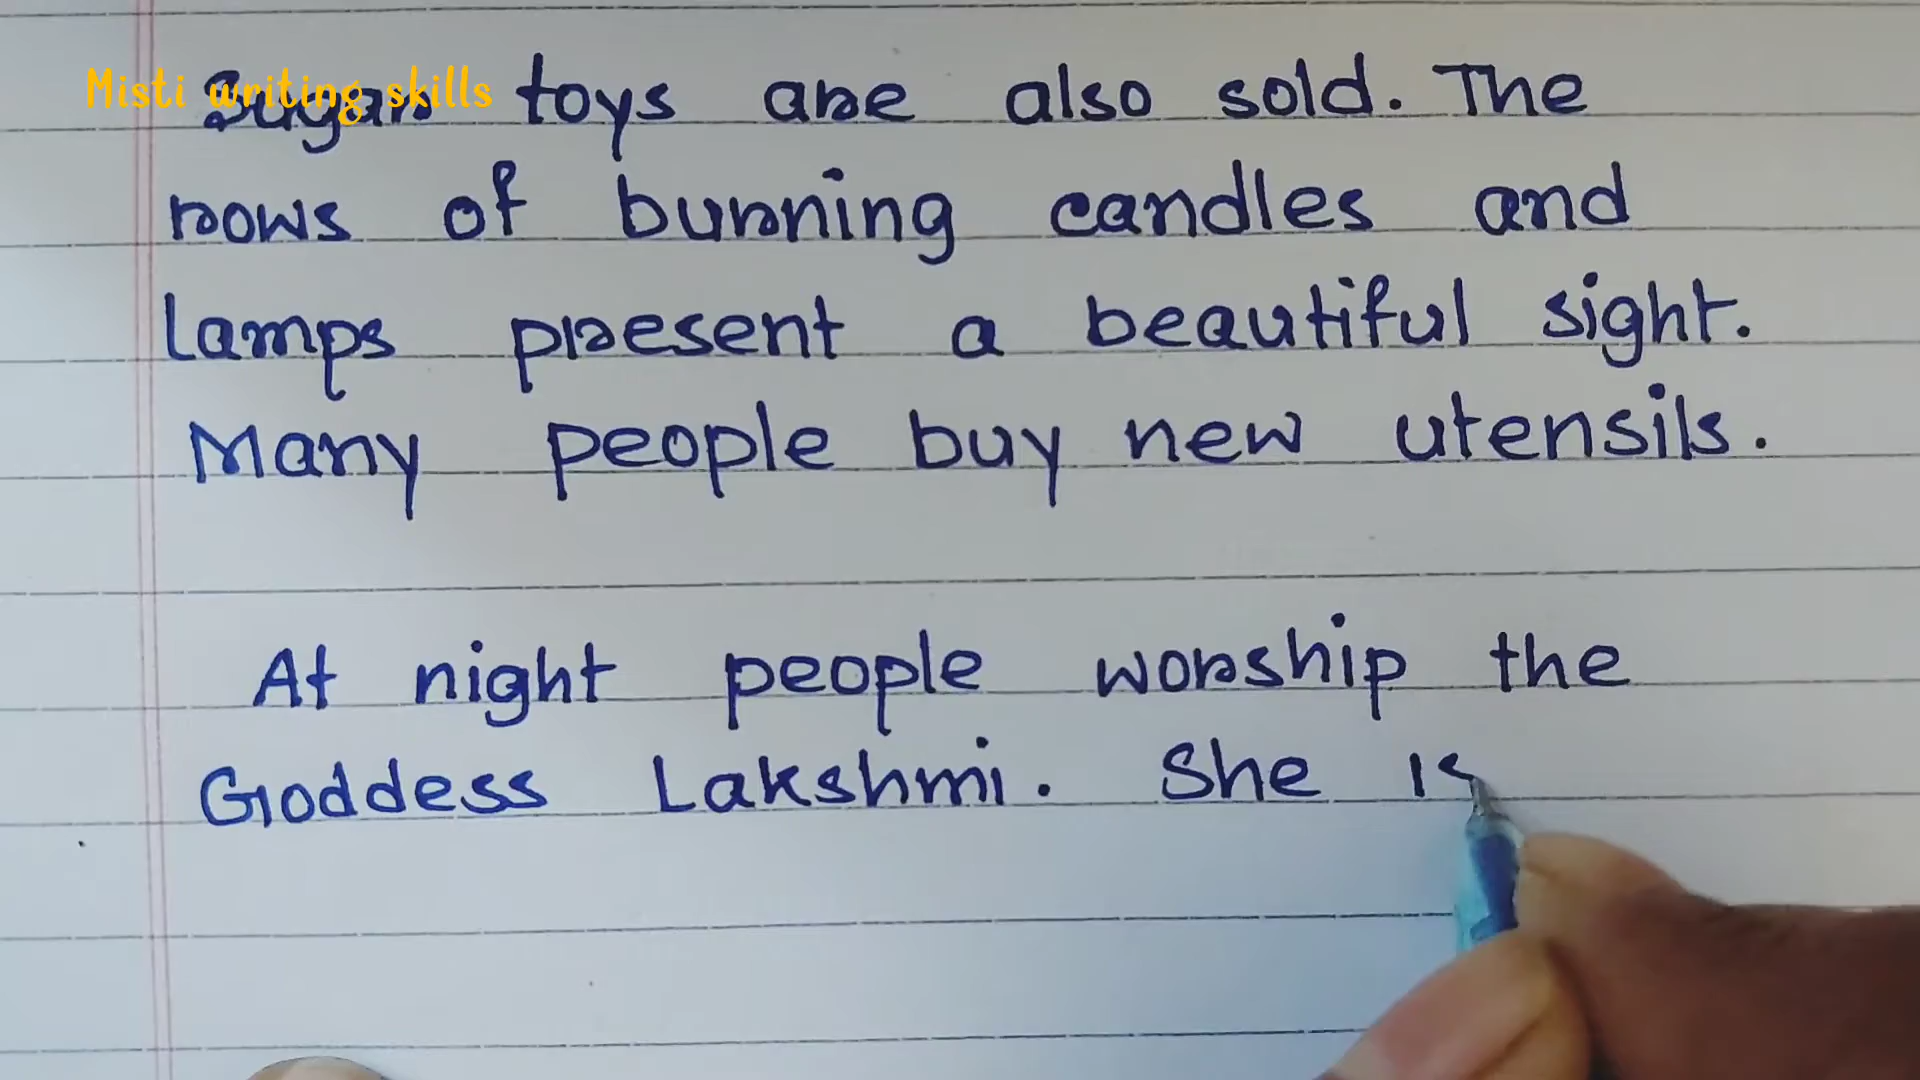 Misti writing skills
Sugar toys are also sold. The
rows of burning candles and
lamps present a beautiful sight.
Many people buy new utensils.
At night people worship the
Goddess Lakshmi. She is